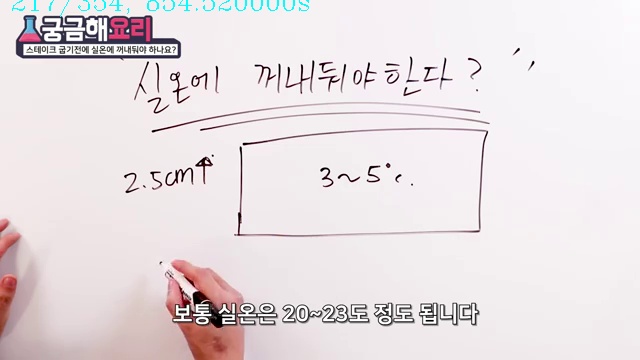 217/354, 854.520000s
궁금해요리
스테이크 굽기전에 실온에 꺼내둬야 하나요?
실온에 꺼내둬야한다?
2.5cm↑
3~5℃.
보통 실온은 20~23도 정도 됩니다